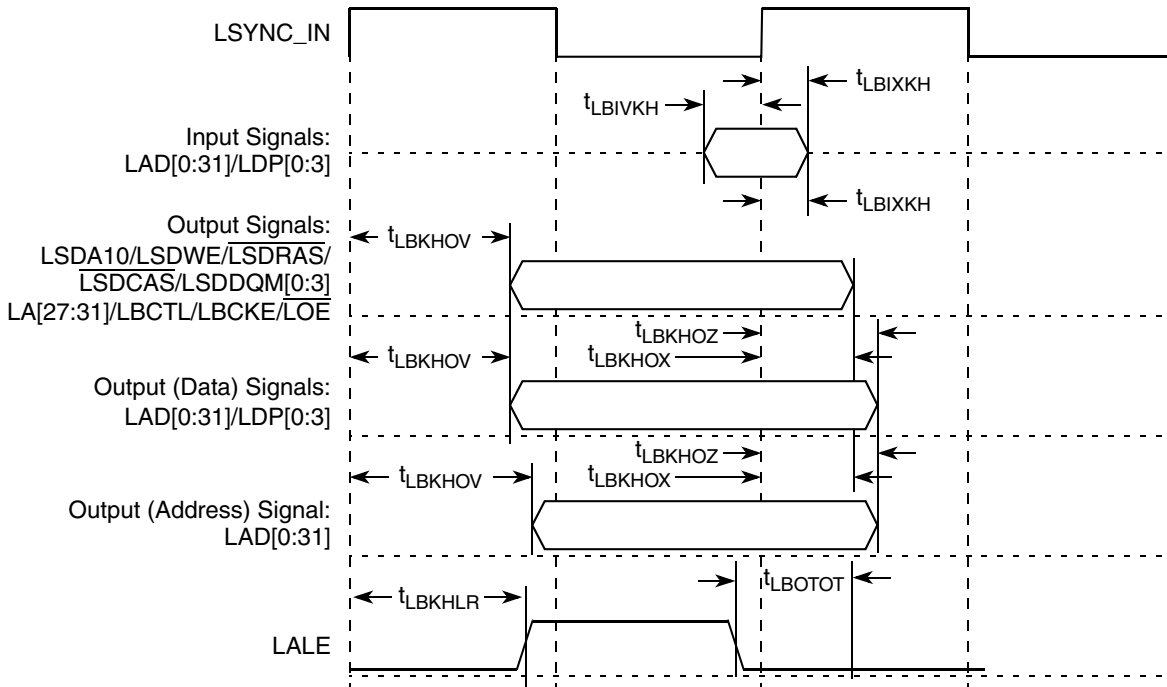 LSYNC_IN
tLBIXKH
tLBIVKH
Input Signals:
LAD[0:31]/LDP[0:3]
tLBIXKH
Output Signals:
tLBKHOV
LSDA10/LSDWE/LSDRAS/
LSDCAS/LSDDQM[0:3]
LA[27:31]/LBCTL/LBCKE/LOE
tLBKHOZ
tLBKHOV
tLBKHOX
Output (Data) Signals:
LAD[0:31]/LDP[0:3]
tLBKHOZ
tLBKHOV
tLBKHOX
Output (Address) Signal:
LAD[0:31]
tLBOTOT
tLBKHLR
LALE